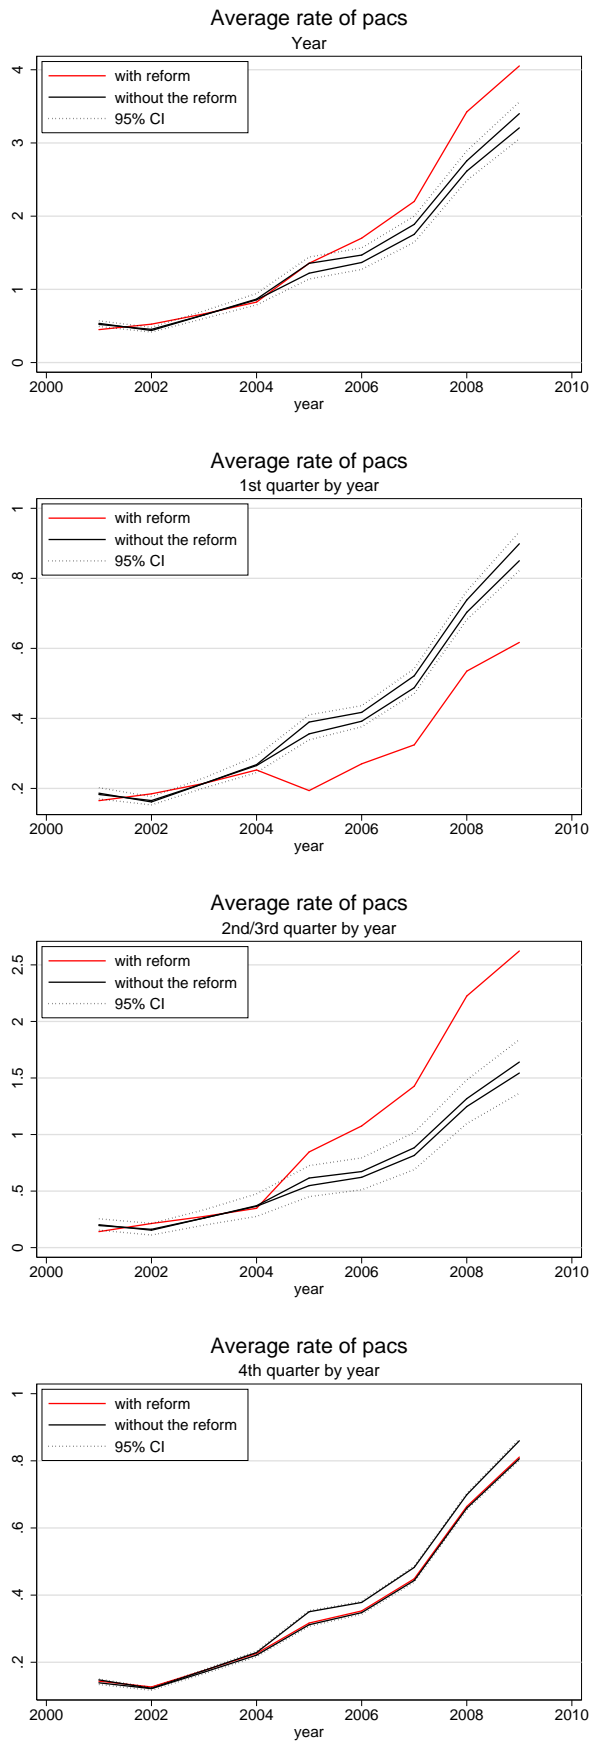 Average rate of pacs
Year
with reform
without the reform
95% CI
4
3
2
1
0
2000 2002 2004 2006 2008 2010
year
Average rate of pacs
1st quarter by year
with reform
without the reform
95% CI
1
.8
.6
.4
.2
2000 2002 2004 2006 2008 2010
year
Average rate of pacs
2nd/3rd quarter by year
with reform
without the reform
95% CI
2.5
2
1.5
1
.5
0
2000 2002 2004 2006 2008 2010
year
Average rate of pacs
4th quarter by year
with reform
without the reform
95% CI
1
.8
.6
.4
.2
2000 2002 2004 2006 2008 2010
year